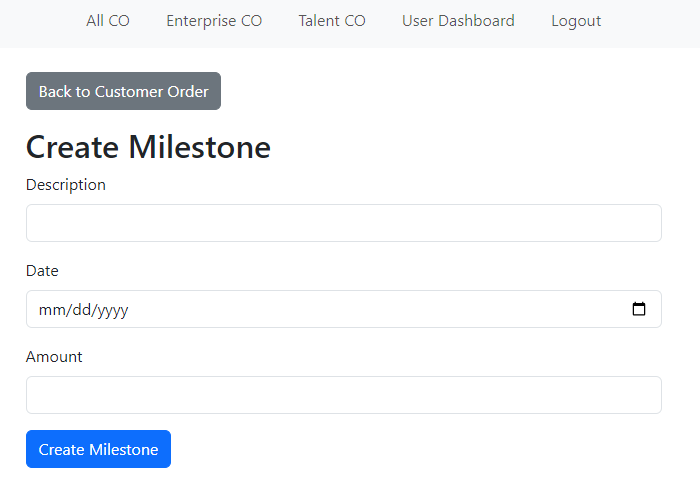 All CO Enterprise CO Talent CO User Dashboard Logout
Back to Customer Order
Create Milestone
Description
Date
mm/dd/yyyy
Amount
Create Milestone